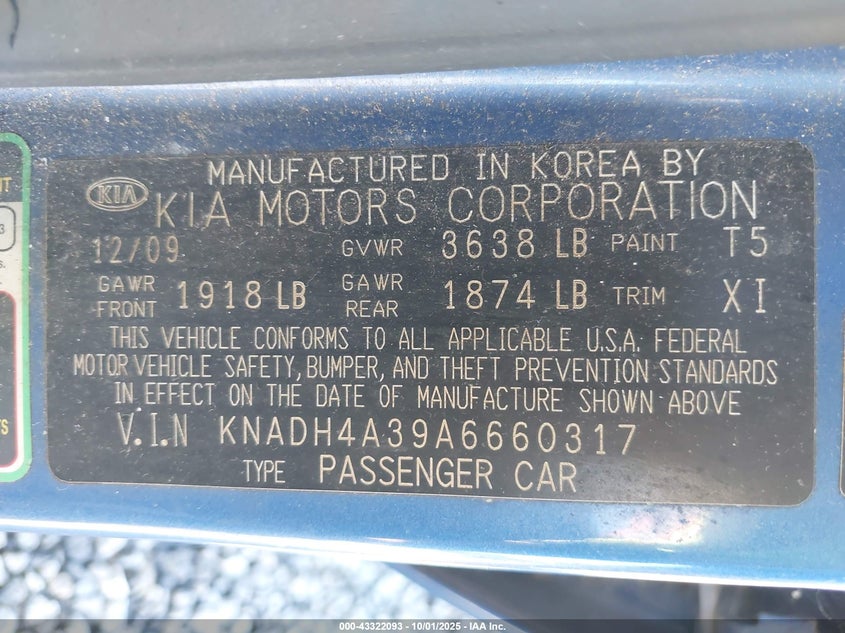 MANUFACTURED IN KOREA BY
KIA
KIA MOTORS CORPORATION
12/09 GVWR 3638 LB PAINT T5
GAWR FRONT 1918 LB GAWR REAR 1874 LB TRIM XI
THIS VEHICLE CONFORMS TO ALL APPLICABLE U.S.A. FEDERAL
MOTOR VEHICLE SAFETY, BUMPER, AND THEFT PREVENTION STANDARDS
IN EFFECT ON THE DATE OF MANUFACTURE SHOWN ABOVE
V.I.N KNADH4A39A6660317
TYPE PASSENGER CAR
000-43322093 - 10/01/2025 - IAA Inc.